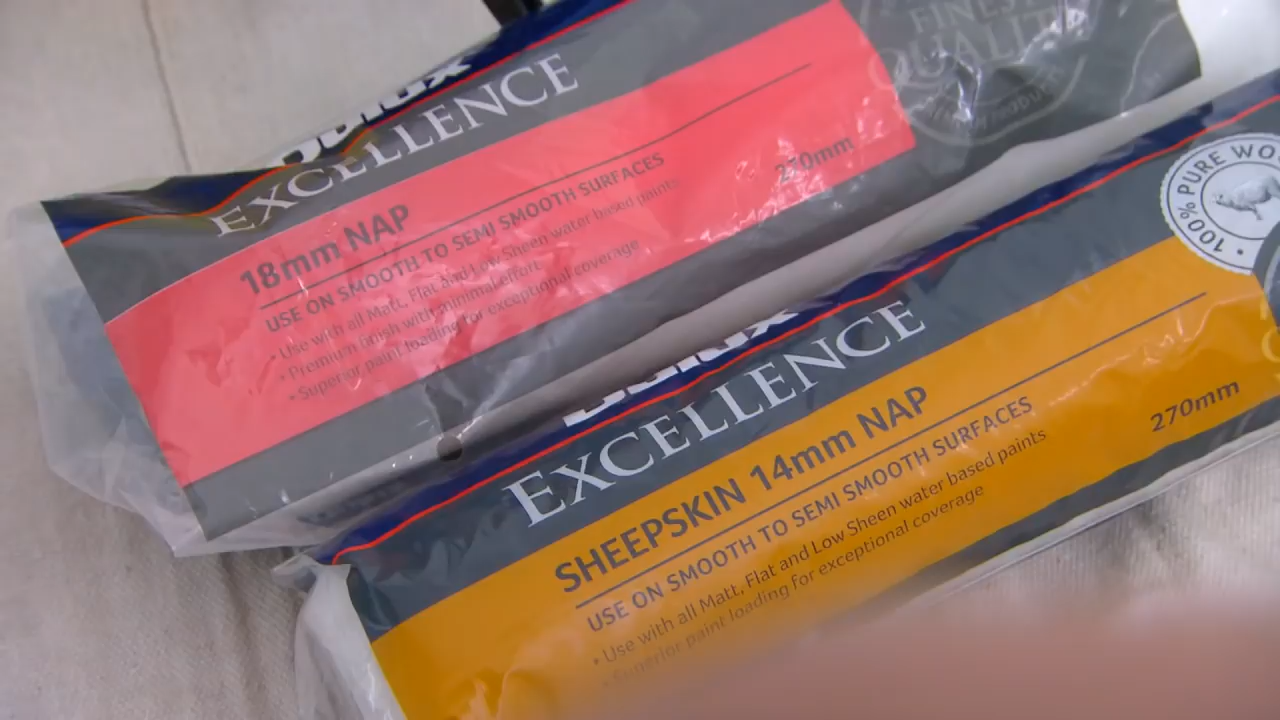 Dulux
EXCELLENCE
FINEST
QUALITY
18mm NAP
USE ON SMOOTH TO SEMI SMOOTH SURFACES
270mm
• Use with all Matt, Flat and Low Sheen water based paints
• Premium finish with minimal effort
• Superior paint loading for exceptional coverage
Dulux
EXCELLENCE
100% PURE WOO
SHEEPSKIN 14mm NAP
USE ON SMOOTH TO SEMI SMOOTH SURFACES
270mm
• Use with all Matt, Flat and Low Sheen water based paints
• Superior paint loading for exceptional coverage